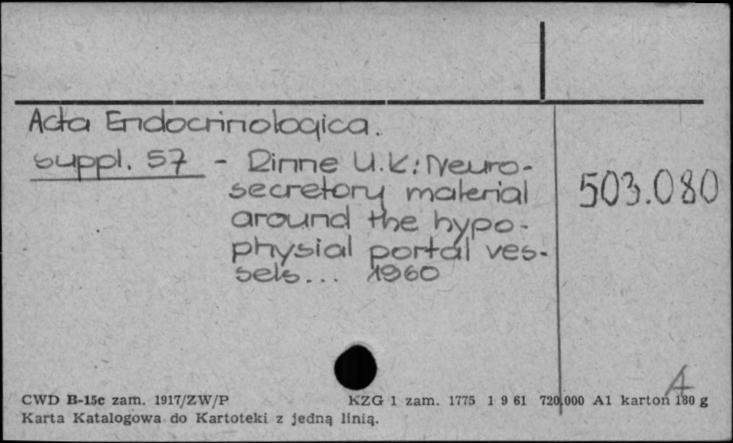 Acta Endocrinologica.
suppl. 57 - Rinne U.K: Neuro-
secretory material
around the hypo-
physial portal ves-
sels... 1960
503.080
A
CWD B-15c zam. 1917/ZW/P KZG 1 zam. 1775 1 9 61 720.000 A1 karton 180 g
Karta Katalogowa do Kartoteki z jedną linią.